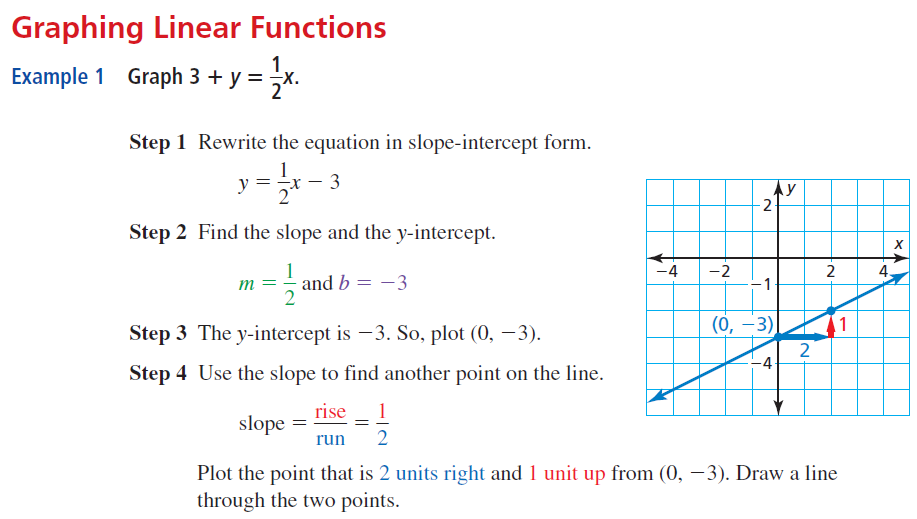 Graphing Linear Functions
Example 1 Graph 3 + y = 1/2 x.
Step 1 Rewrite the equation in slope-intercept form.
y = 1/2 x − 3
Step 2 Find the slope and the y-intercept.
m = 1/2 and b = −3
Step 3 The y-intercept is −3. So, plot (0, −3).
Step 4 Use the slope to find another point on the line.
slope = rise/run = 1/2
Plot the point that is 2 units right and 1 unit up from (0, −3). Draw a line
through the two points.
y
2
x
−4 −2 2 4
−1
(0, −3) 1
2
−4